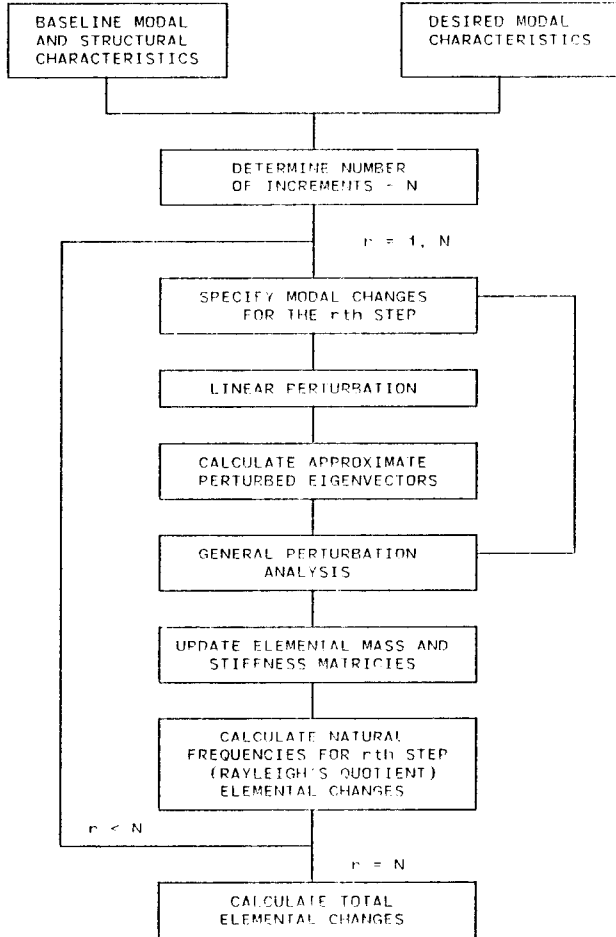 BASELINE MODAL
AND STRUCTURAL
CHARACTERISTICS
DESIRED MODAL
CHARACTERISTICS
DETERMINE NUMBER
OF INCREMENTS - N
r = 1, N
SPECIFY MODAL CHANGES
FOR THE rth STEP
LINEAR PERTURBATION
CALCULATE APPROXIMATE
PERTURBED EIGENVECTORS
GENERAL PERTURBATION
ANALYSIS
UPDATE ELEMENTAL MASS AND
STIFFNESS MATRICIES
CALCULATE NATURAL
FREQUENCIES FOR rth STEP
(RAYLEIGH'S QUOTIENT)
ELEMENTAL CHANGES
r < N
r = N
CALCULATE TOTAL
ELEMENTAL CHANGES